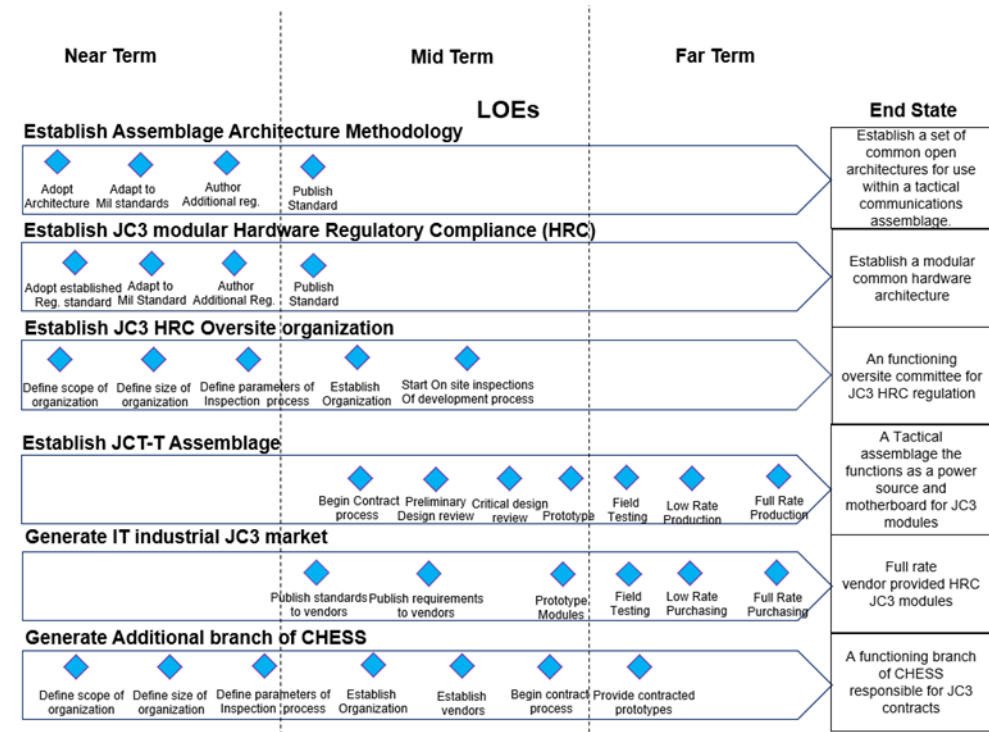 Near Term
Mid Term
Far Term
LOEs
End State
Establish Assemblage Architecture Methodology
Adopt
Architecture
Adapt to
Mil standards
Author
Additional reg.
Publish
Standard
Establish a set of
common open
architectures for use
within a tactical
communications
assemblage.
Establish JC3 modular Hardware Regulatory Compliance (HRC)
Adopt established
Reg. standard
Adapt to
Mil Standard
Author
Additional Reg.
Publish
Standard
Establish a modular
common hardware
architecture
Establish JC3 HRC Oversite organization
Define scope of
organization
Define size of
organization
Define parameters of
Inspection process
Establish
Organization
Start On site inspections
Of development process
An functioning
oversite committee for
JC3 HRC regulation
Establish JCT-T Assemblage
Begin Contract
process
Preliminary
Design review
Critical design
review
Prototype
Field
Testing
Low Rate
Production
Full Rate
Production
A Tactical
assemblage the
functions as a power
source and
motherboard for JC3
modules
Generate IT industrial JC3 market
Publish standards
to vendors
Publish requirements
to vendors
Prototype
Modules
Field
Testing
Low Rate
Purchasing
Full Rate
Purchasing
Full rate
vendor provided HRC
JC3 modules
Generate Additional branch of CHESS
Define scope of
organization
Define size of
organization
Define parameters of
Inspection process
Establish
Organization
Establish
vendors
Begin contract
process
Provide contracted
prototypes
A functioning branch
of CHESS
responsible for JC3
contracts